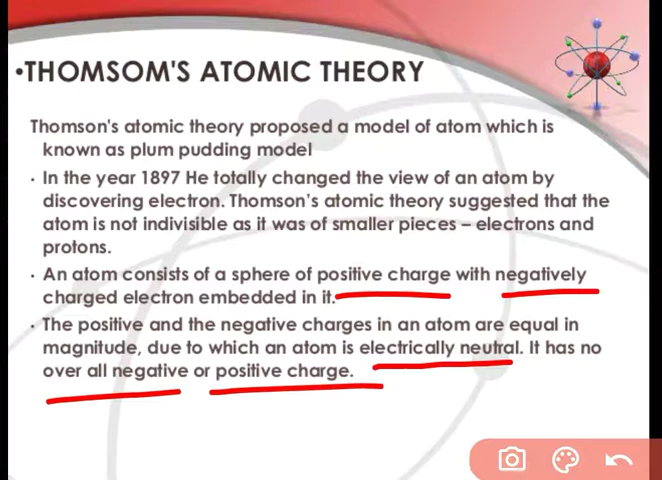 •THOMSOM'S ATOMIC THEORY
Thomson's atomic theory proposed a model of atom which is
known as plum pudding model
· In the year 1897 He totally changed the view of an atom by
discovering electron. Thomson's atomic theory suggested that the
atom is not indivisible as it was of smaller pieces – electrons and
protons.
· An atom consists of a sphere of positive charge with negatively
charged electron embedded in it.
· The positive and the negative charges in an atom are equal in
magnitude, due to which an atom is electrically neutral. It has no
over all negative or positive charge.